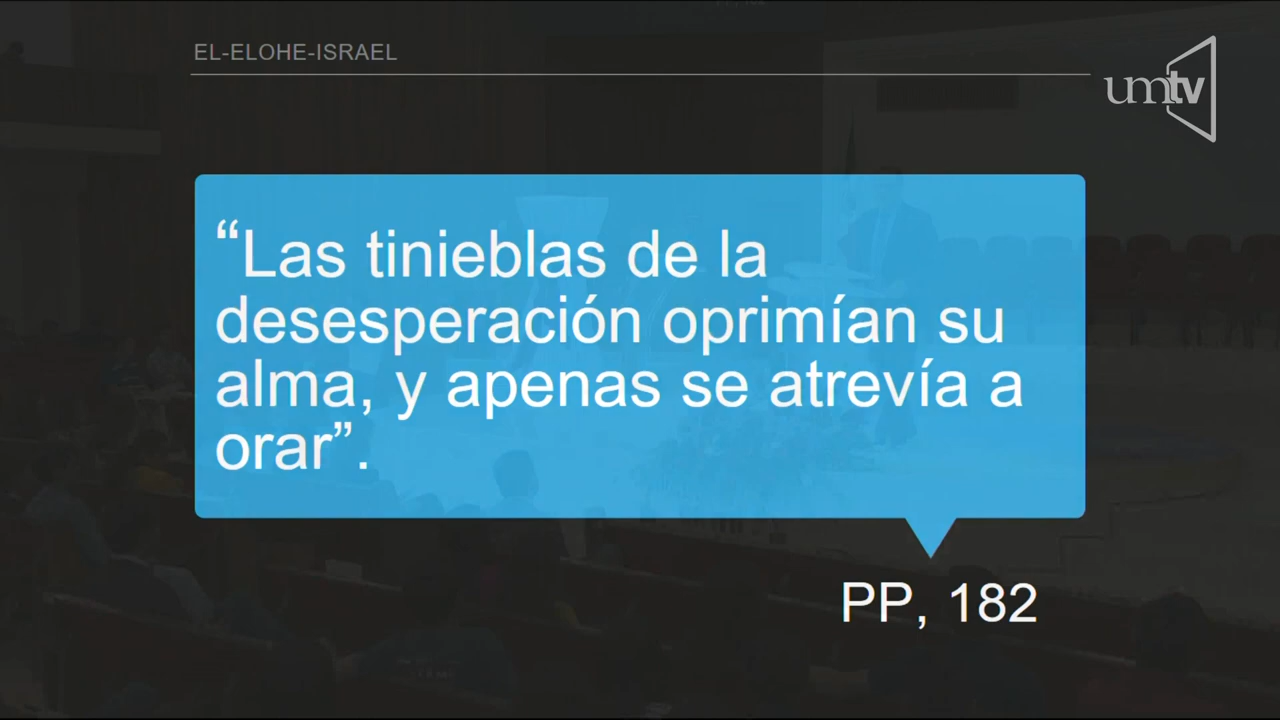 EL-ELOHE-ISRAEL
umtv
“Las tinieblas de la
desesperación oprimían su
alma, y apenas se atrevía a
orar”.
PP, 182